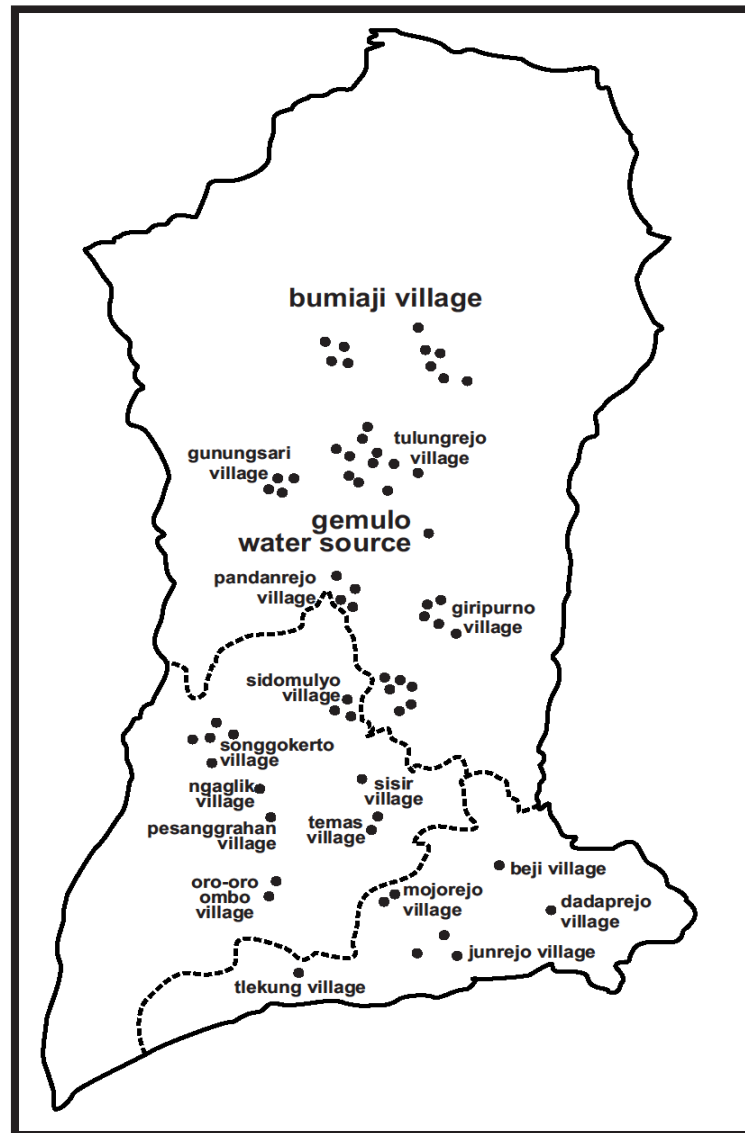 bumiaji village
gunungsari
village
tulungrejo
village
gemulo
water source
pandanrejo
village
giripurno
village
sidomulyo
village
songgokerto
village
ngaglik
village
sisir
village
pesanggrahan
village
temas
village
oro-oro
ombo
village
mojorejo
village
beji village
dadaprejo
village
junrejo village
tlekung village